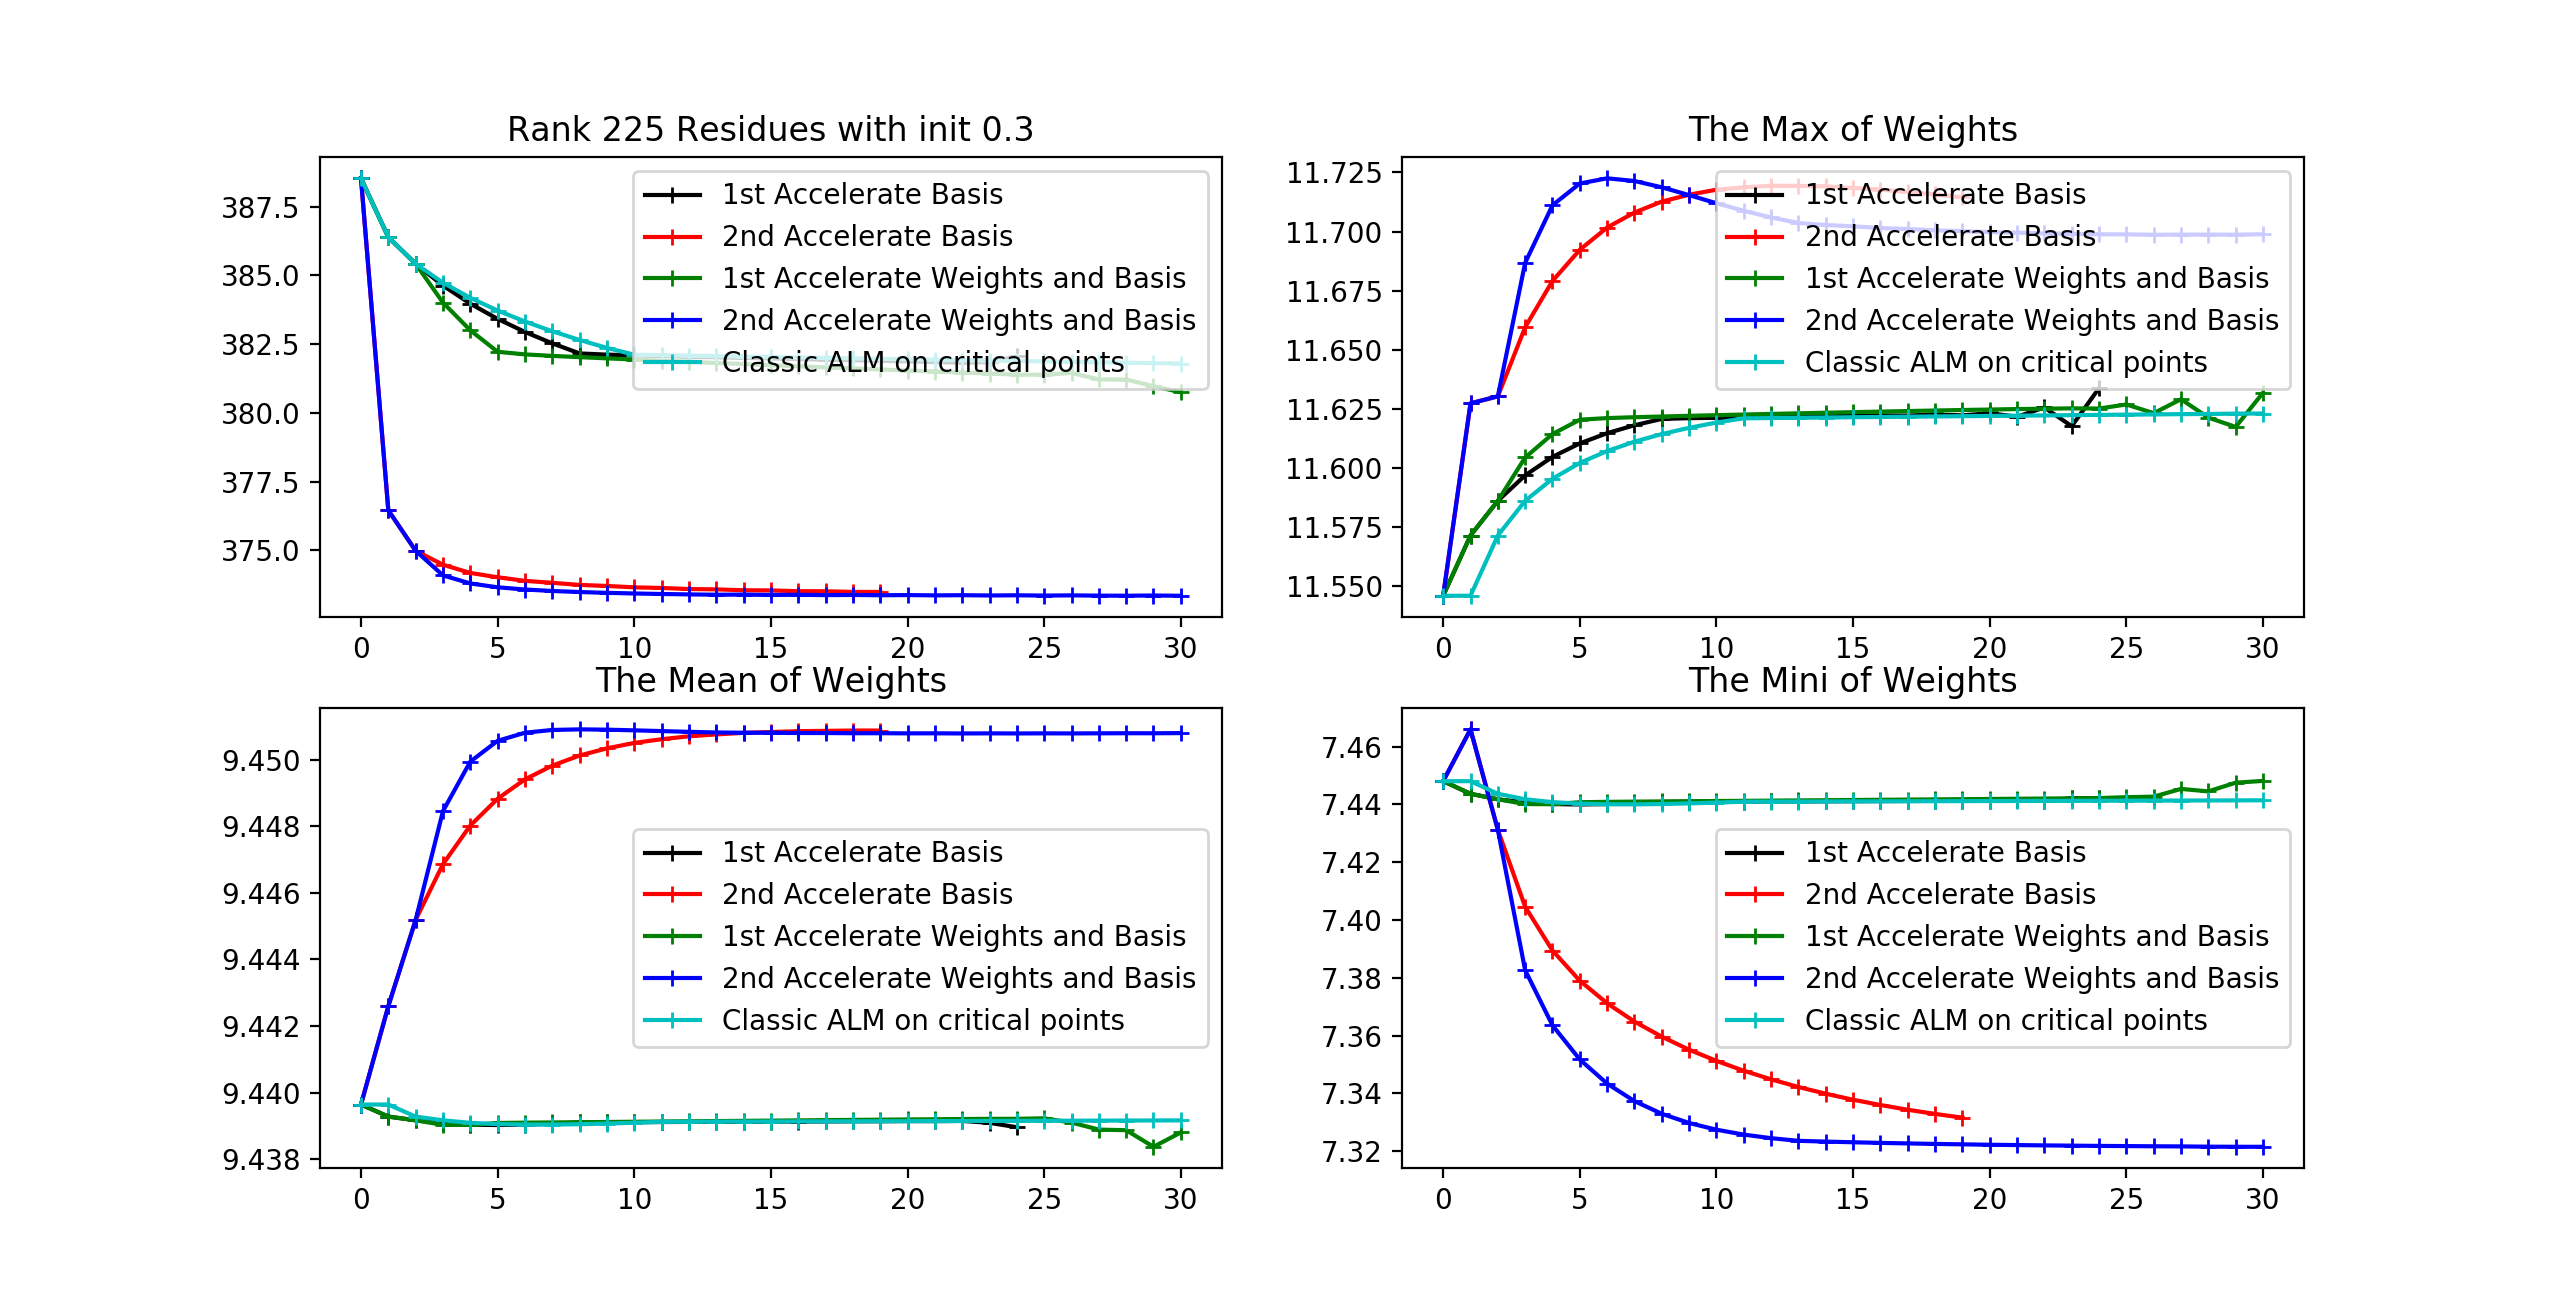 Rank 225 Residues with init 0.3
387.5
385.0
382.5
380.0
377.5
375.0
0 5 10 15 20 25 30
1st Accelerate Basis
2nd Accelerate Basis
1st Accelerate Weights and Basis
2nd Accelerate Weights and Basis
Classic ALM on critical points
The Max of Weights
11.725
11.700
11.675
11.650
11.625
11.600
11.575
11.550
0 5 10 15 20 25 30
1st Accelerate Basis
2nd Accelerate Basis
1st Accelerate Weights and Basis
2nd Accelerate Weights and Basis
Classic ALM on critical points
The Mean of Weights
9.450
9.448
9.446
9.444
9.442
9.440
9.438
0 5 10 15 20 25 30
1st Accelerate Basis
2nd Accelerate Basis
1st Accelerate Weights and Basis
2nd Accelerate Weights and Basis
Classic ALM on critical points
The Mini of Weights
7.46
7.44
7.42
7.40
7.38
7.36
7.34
7.32
0 5 10 15 20 25 30
1st Accelerate Basis
2nd Accelerate Basis
1st Accelerate Weights and Basis
2nd Accelerate Weights and Basis
Classic ALM on critical points